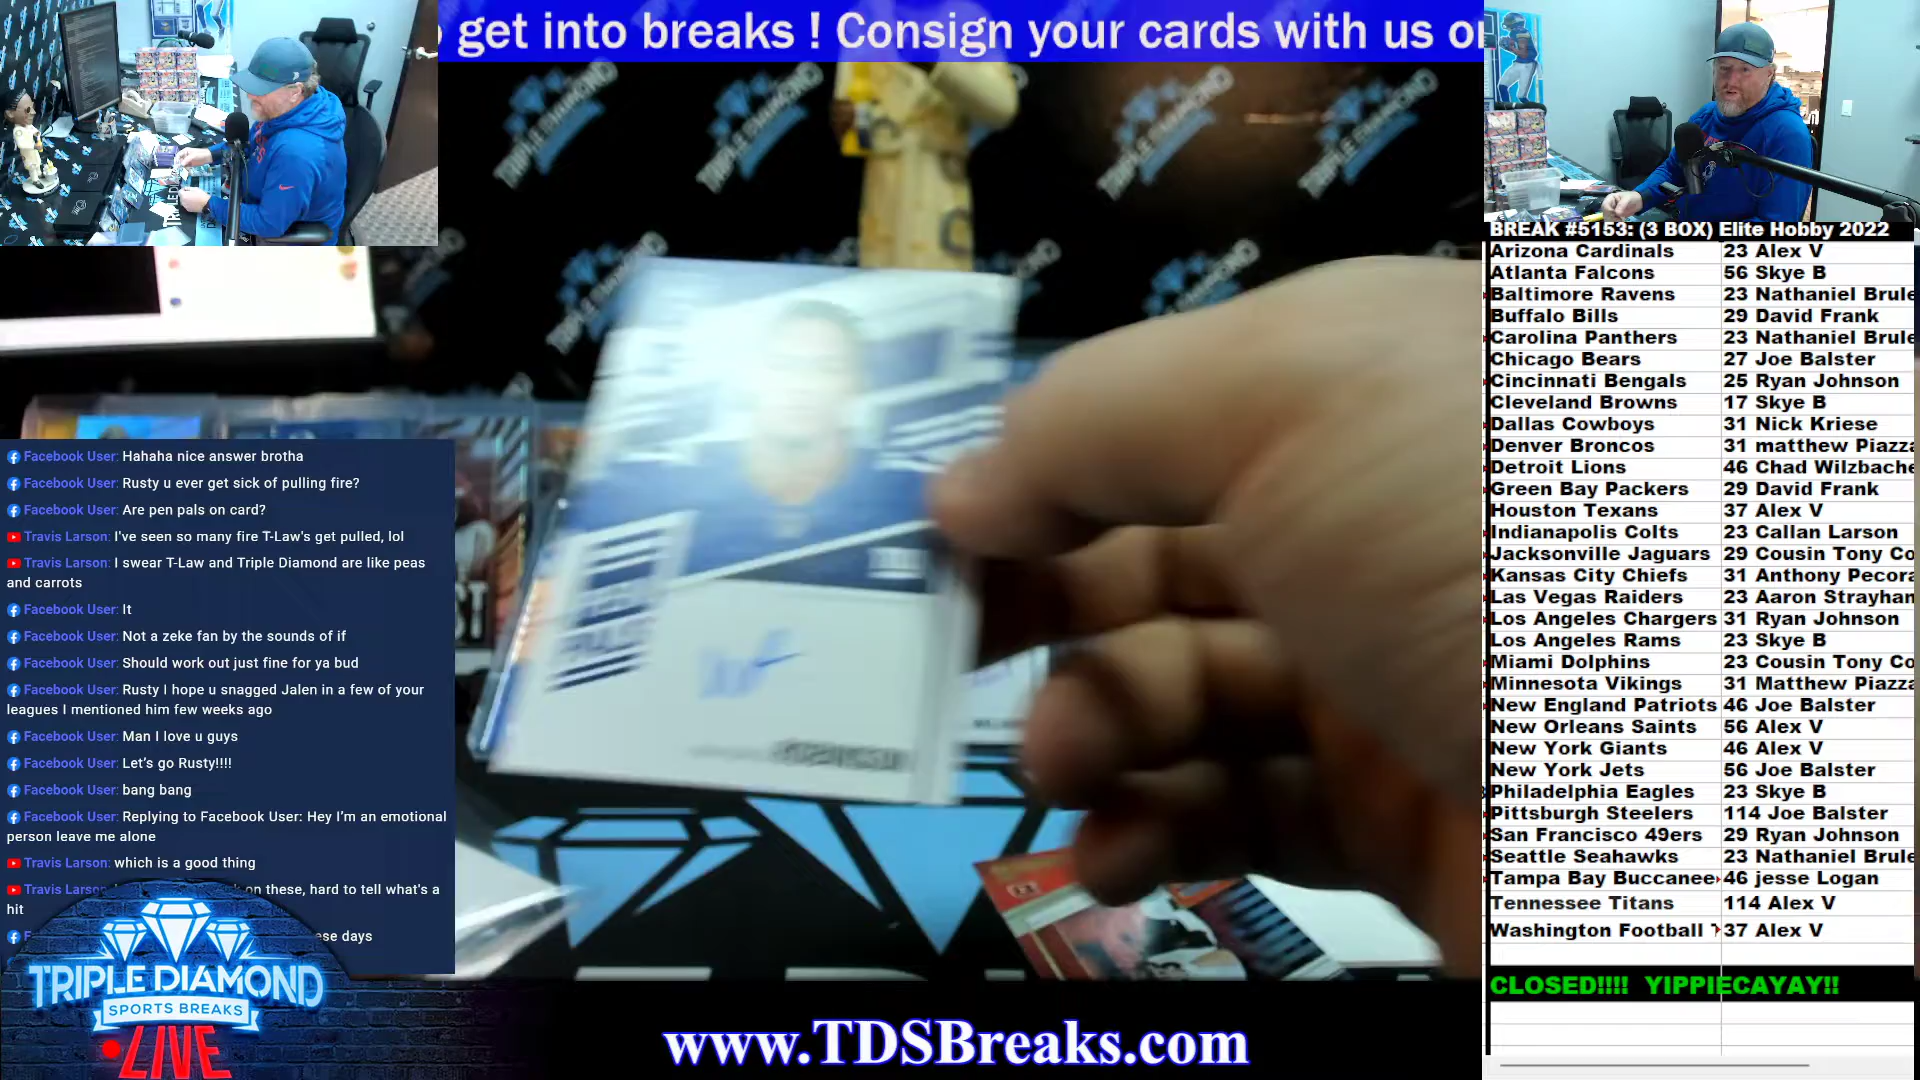 get into breaks ! Consign your cards with us or
TRIPLE DIAMOND
TRIPLE DIAMOND
TRIPLE DIAMOND
TRIPLE DIAMOND
BREAK #5153: (3 BOX) Elite Hobby 2022
Arizona Cardinals 23 Alex V
Atlanta Falcons 56 Skye B
Baltimore Ravens 23 Nathaniel Brule
Buffalo Bills 29 David Frank
Carolina Panthers 23 Nathaniel Brule
Chicago Bears 27 Joe Balster
Cincinnati Bengals 25 Ryan Johnson
Cleveland Browns 17 Skye B
Dallas Cowboys 31 Nick Kriese
Denver Broncos 31 matthew Piazza
Detroit Lions 46 Chad Wilzbache
Green Bay Packers 29 David Frank
Houston Texans 37 Alex V
Indianapolis Colts 23 Callan Larson
Jacksonville Jaguars 29 Cousin Tony Co
Kansas City Chiefs 31 Anthony Pecora
Las Vegas Raiders 23 Aaron Strayhan
Los Angeles Chargers 31 Ryan Johnson
Los Angeles Rams 23 Skye B
Miami Dolphins 23 Cousin Tony Co
Minnesota Vikings 31 Matthew Piazza
New England Patriots 46 Joe Balster
New Orleans Saints 56 Alex V
New York Giants 46 Alex V
New York Jets 56 Joe Balster
Philadelphia Eagles 23 Skye B
Pittsburgh Steelers 114 Joe Balster
San Francisco 49ers 29 Ryan Johnson
Seattle Seahawks 23 Nathaniel Brule
Tampa Bay Buccanee 46 jesse Logan
Tennessee Titans 114 Alex V
Washington Football T 37 Alex V
CLOSED!!!! YIPPIECAYAY!!
Facebook User: Hahaha nice answer brotha
Facebook User: Rusty u ever get sick of pulling fire?
Facebook User: Are pen pals on card?
Travis Larson: I've seen so many fire T-Law's get pulled, lol
Travis Larson: I swear T-Law and Triple Diamond are like peas
and carrots
Facebook User: It
Facebook User: Not a zeke fan by the sounds of if
Facebook User: Should work out just fine for ya bud
Facebook User: Rusty I hope u snagged Jalen in a few of your
leagues I mentioned him few weeks ago
Facebook User: Man I love u guys
Facebook User: Let's go Rusty!!!!
Facebook User: bang bang
Facebook User: Replying to Facebook User: Hey I'm an emotional
person leave me alone
Travis Larson: which is a good thing
Travis Larson on these, hard to tell what's a
hit
days
PEN
PALS
TRIPLE DIAMOND
SPORTS BREAKS
LIVE
www.TDSBreaks.com